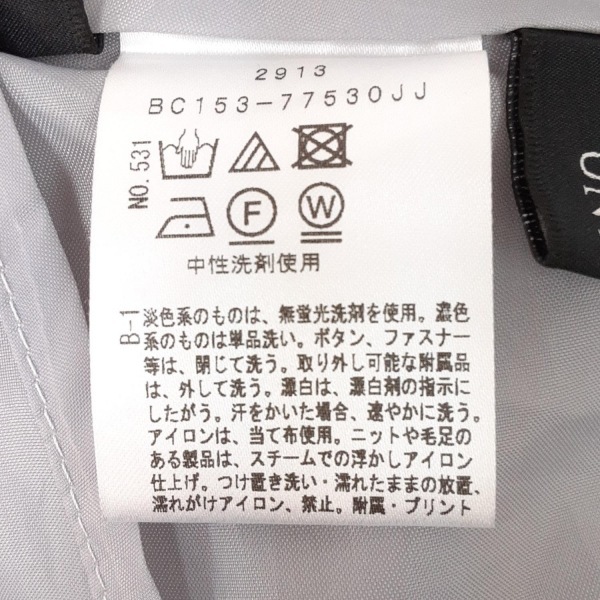 2913
BC153-77530JJ
NO.531
F
W
中性洗剤使用
B-1
淡色系のものは、無蛍光洗剤を使用。濃色
系のものは単品洗い。ボタン、ファスナー
等は、閉じて洗う。取り外し可能な附属品
は、外して洗う。漂白は、漂白剤の指示に
したがう。汗をかいた場合、速やかに洗う。
アイロンは、当て布使用。ニットや毛足の
ある製品は、スチームでの浮かしアイロン
仕上げ。つけ置き洗い・濡れたままの放置、
濡れがけアイロン、禁止。附属・プリント